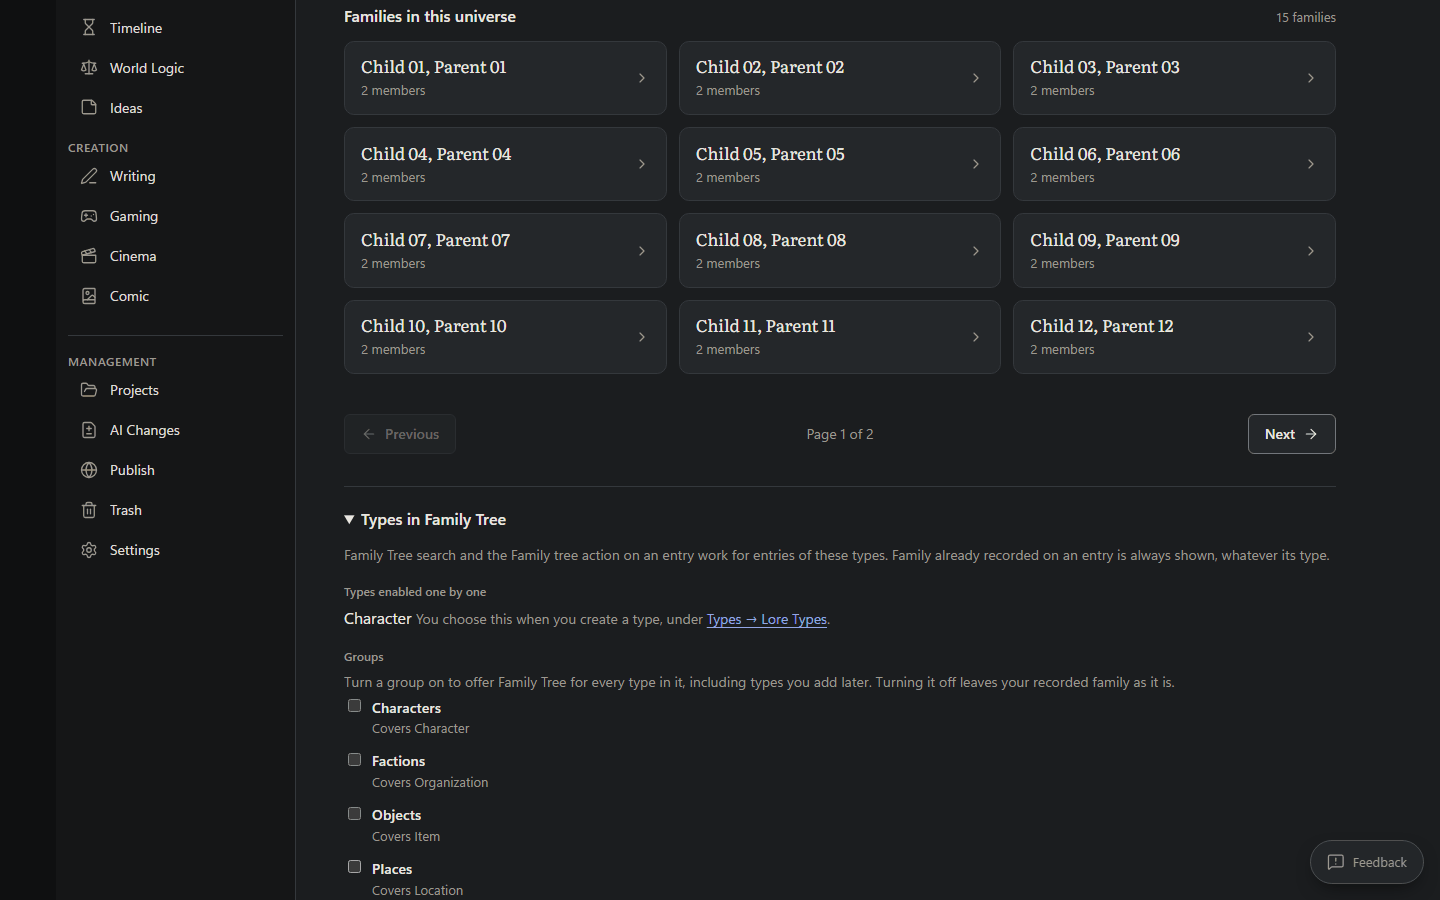 Timeline
World Logic
Ideas
CREATION
Writing
Gaming
Cinema
Comic
MANAGEMENT
Projects
AI Changes
Publish
Trash
Settings
Families in this universe
15 families
Child 01, Parent 01
2 members
Child 02, Parent 02
2 members
Child 03, Parent 03
2 members
Child 04, Parent 04
2 members
Child 05, Parent 05
2 members
Child 06, Parent 06
2 members
Child 07, Parent 07
2 members
Child 08, Parent 08
2 members
Child 09, Parent 09
2 members
Child 10, Parent 10
2 members
Child 11, Parent 11
2 members
Child 12, Parent 12
2 members
← Previous
Page 1 of 2
Next →
▼ Types in Family Tree
Family Tree search and the Family tree action on an entry work for entries of these types. Family already recorded on an entry is always shown, whatever its type.
Types enabled one by one
Character You choose this when you create a type, under Types → Lore Types.
Groups
Turn a group on to offer Family Tree for every type in it, including types you add later. Turning it off leaves your recorded family as it is.
Characters
Covers Character
Factions
Covers Organization
Objects
Covers Item
Places
Covers Location
Feedback